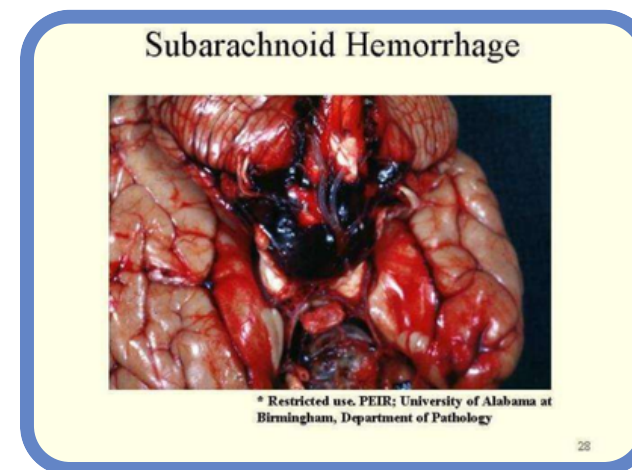 Subarachnoid Hemorrhage
* Restricted use. PEIR; University of Alabama at
Birmingham, Department of Pathology
28